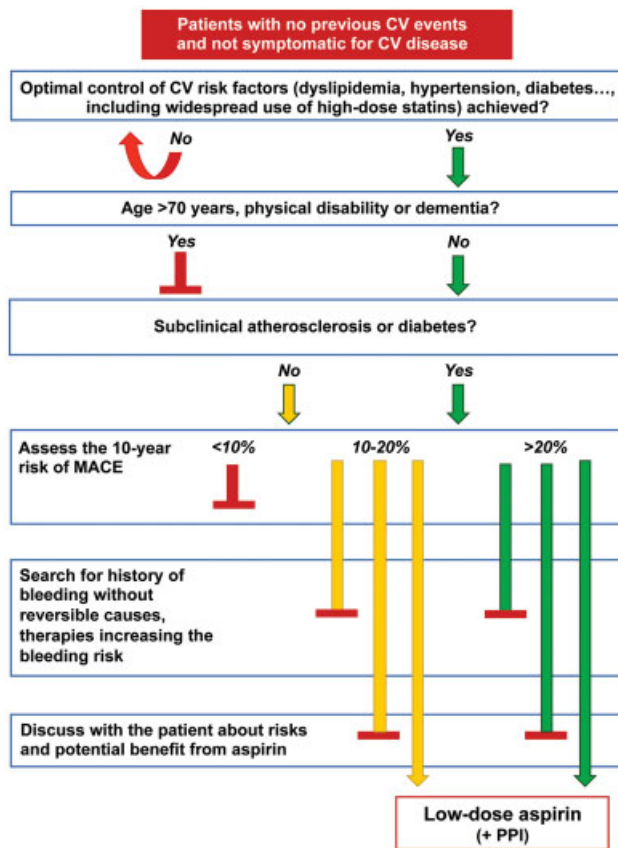 Patients with no previous CV events
and not symptomatic for CV disease
Optimal control of CV risk factors (dyslipidemia, hypertension, diabetes…,
including widespread use of high-dose statins) achieved?
No
Yes
Age >70 years, physical disability or dementia?
Yes
No
Subclinical atherosclerosis or diabetes?
No
Yes
Assess the 10-year
risk of MACE
<10%
10-20%
>20%
Search for history of
bleeding without
reversible causes,
therapies increasing the
bleeding risk
Discuss with the patient about risks
and potential benefit from aspirin
Low-dose aspirin
(+ PPI)